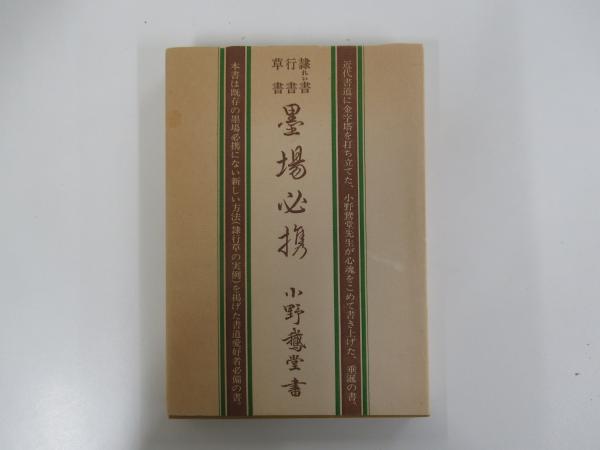 近代書道に金字塔を打ち立てた、小野鵞堂先生が心魂をこめて書き上げた、垂涎の書、
隷書
れい
行書
草書
墨場必携
小野鵞堂書
本書は既存の墨場必携にない新しい方法(隷行草の実例)を掲げた書道愛好者必備の書。